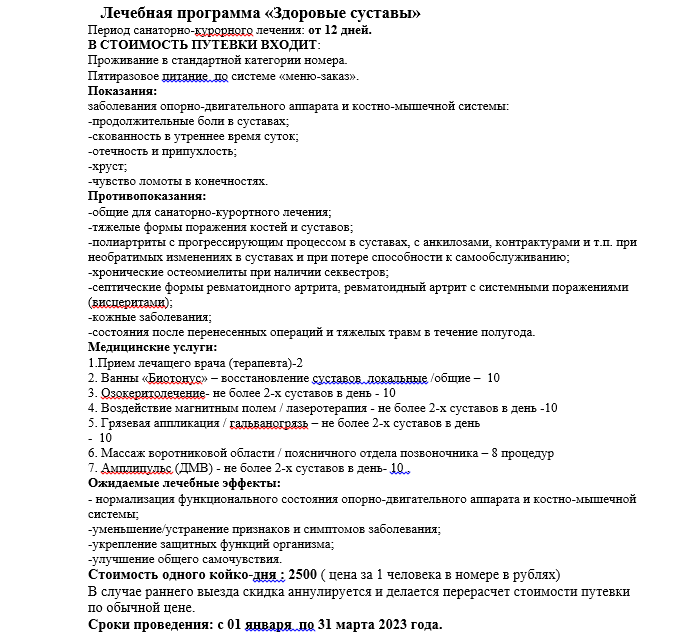 Лечебная программа «Здоровые суставы»
Период санаторно-курорного лечения: от 12 дней.
В СТОИМОСТЬ ПУТЕВКИ ВХОДИТ:
Проживание в стандартной категории номера.
Пятиразовое питание  по системе «меню-заказ».
Показания:
заболевания опорно-двигательного аппарата и костно-мышечной системы:
-продолжительные боли в суставах;
-скованность в утреннее время суток;
-отечность и припухлость;
-хруст;
-чувство ломоты в конечностях.
Противопоказания:
-общие для санаторно-курортного лечения;
-тяжелые формы поражения костей и суставов;
-полиартриты с прогрессирующим процессом в суставах, с анкилозами, контрактурами и т.п. при
необратимых изменениях в суставах и при потере способности к самообслуживанию;
-хронические остеомиелиты при наличии секвестров;
-септические формы ревматоидного артрита, ревматоидный артрит с системными поражениями
(висцеритами);
-кожные заболевания;
-состояния после перенесенных операций и тяжелых травм в течение полугода.
Медицинские услуги:
1.Прием лечащего врача (терапевта)-2
2. Ванны «Биотонус» – восстановление суставов  локальные /общие –  10
3. Озокеритолечение- не более 2-х суставов в день - 10
4. Воздействие магнитным полем / лазеротерапия - не более 2-х суставов в день -10
5. Грязевая аппликация / гальваногрязь – не более 2-х суставов в день
-  10
6. Массаж воротниковой области / поясничного отдела позвоночника – 8 процедур
7. Амплипульс (ДМВ) - не более 2-х суставов в день- 10 .
Ожидаемые лечебные эффекты:
- нормализация функционального состояния опорно-двигательного аппарата и костно-мышечной
системы;
-уменьшение/устранение признаков и симптомов заболевания;
-укрепление защитных функций организма;
-улучшение общего самочувствия.
Стоимость одного койко-дня : 2500 ( цена за 1 человека в номере в рублях)
В случае раннего выезда скидка аннулируется и делается перерасчет стоимости путевки
по обычной цене.
Сроки проведения: с 01 января  по 31 марта 2023 года.